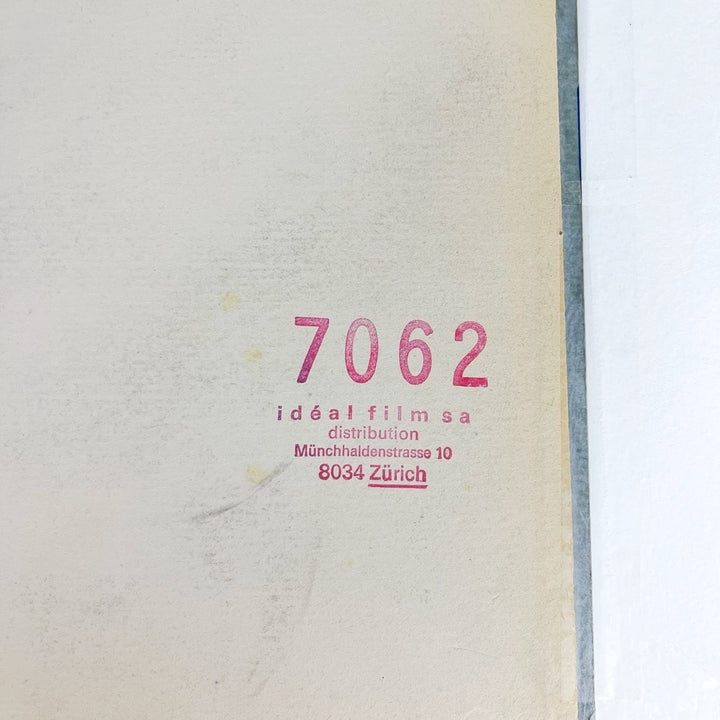 7062
idéal film sa
distribution
Münchhaldenstrasse 10
8034 Zürich